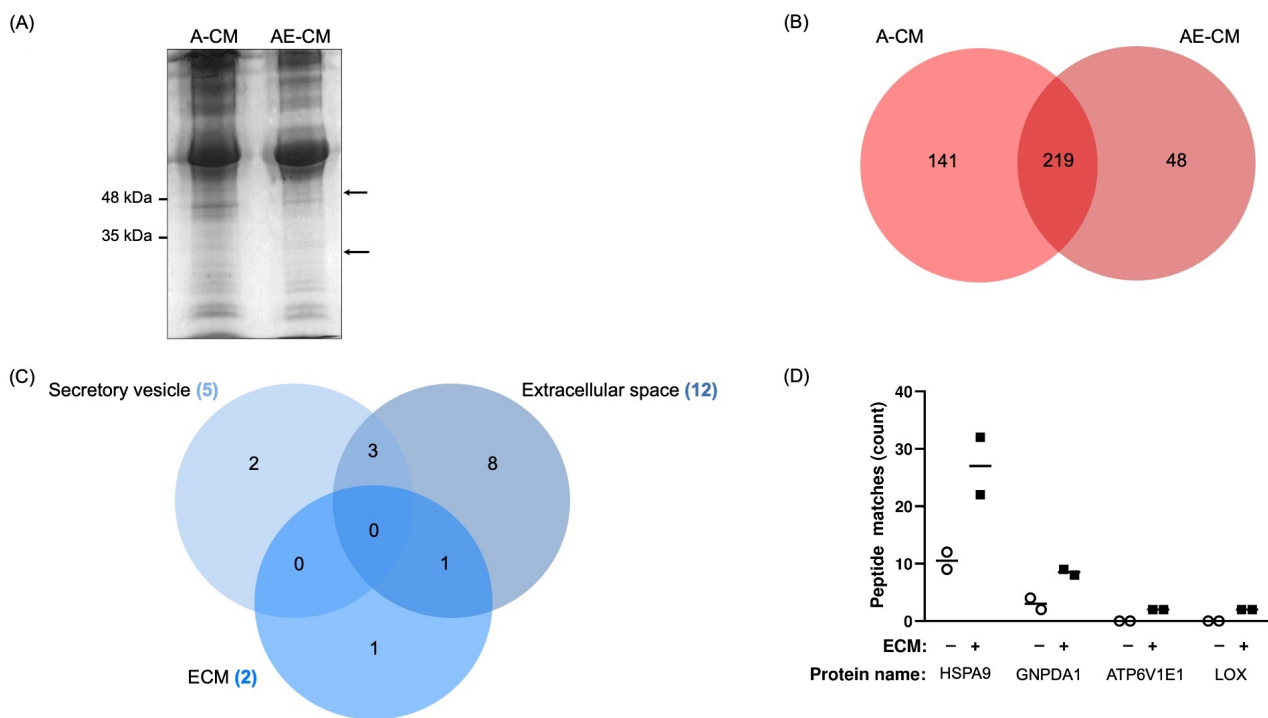 (A)
A-CM AE-CM
48 kDa
35 kDa
(B)
A-CM
AE-CM
141
219
48
(C)
Secretory vesicle (5)
Extracellular space (12)
2
3
8
0
0
1
1
ECM (2)
(D)
Peptide matches (count)
40
30
20
10
0
ECM: – + – + – + – +
Protein name: HSPA9 GNPDA1 ATP6V1E1 LOX